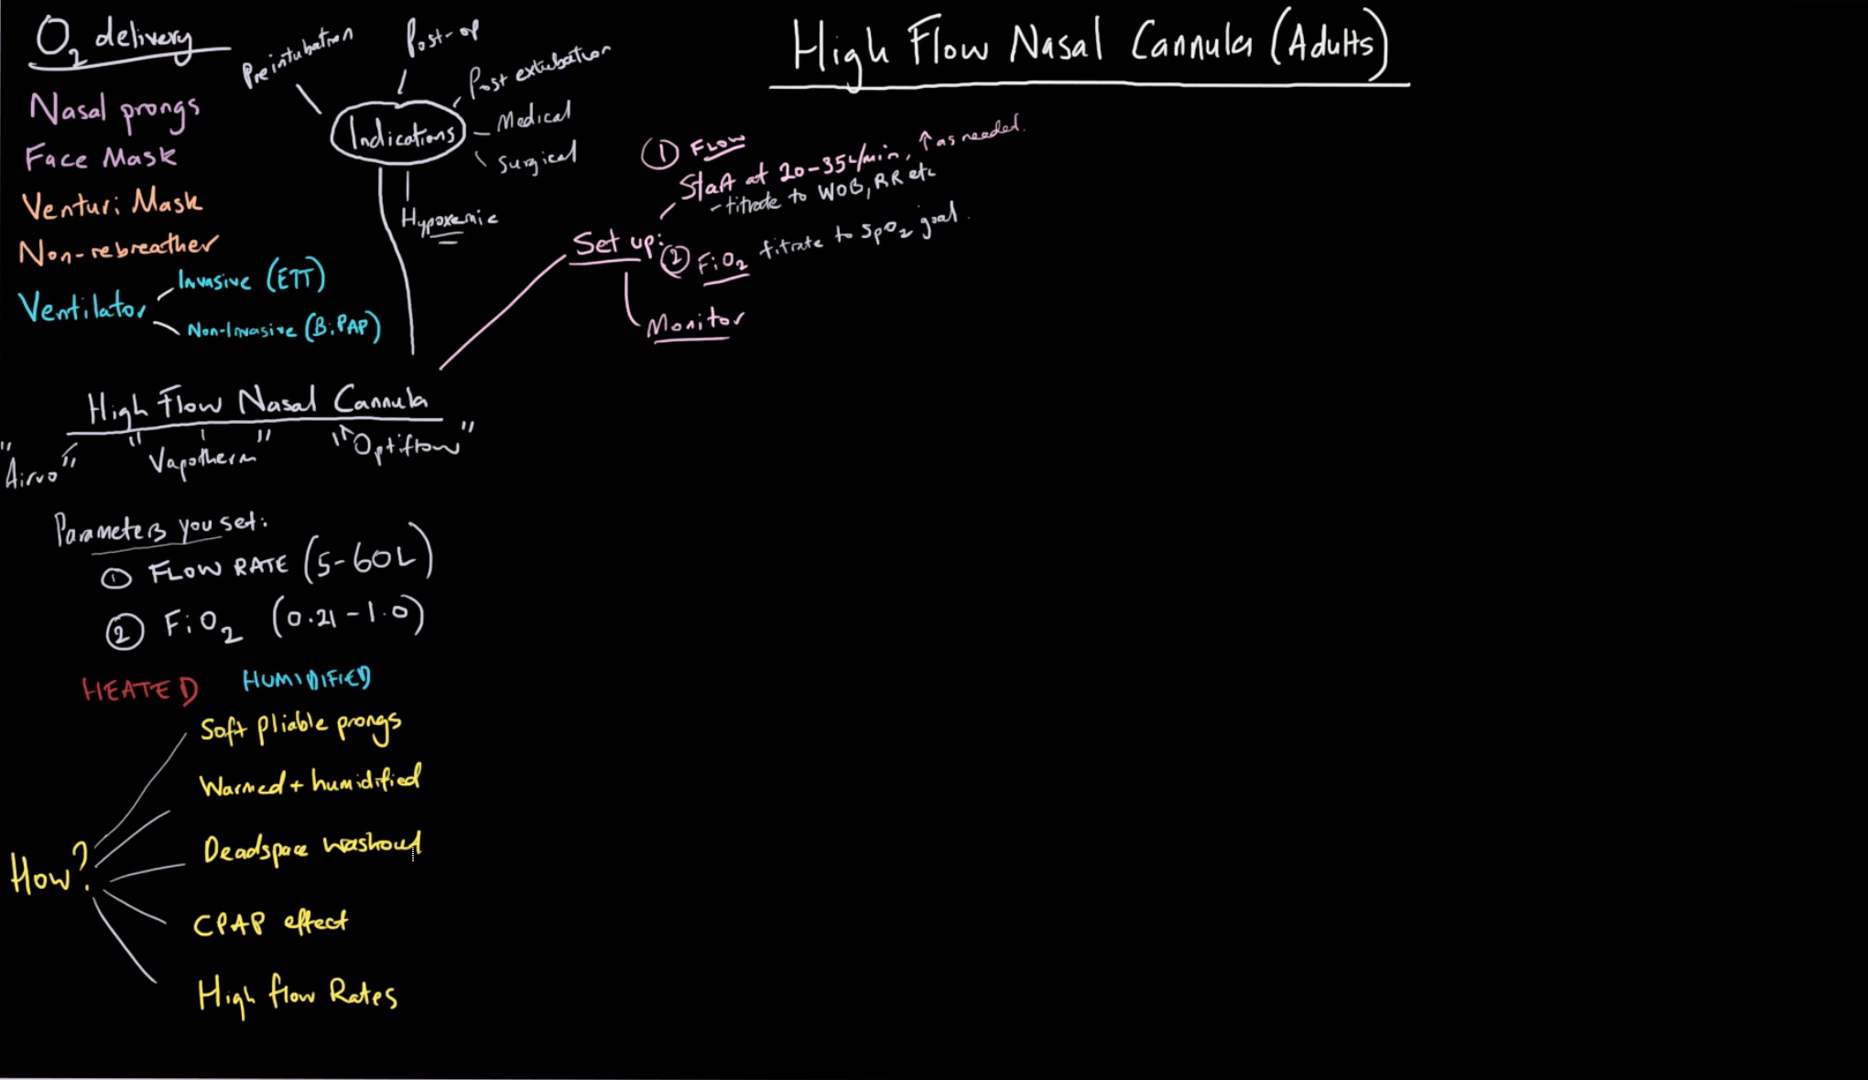 High Flow Nasal Cannula (Adults)
O2 delivery
Nasal prongs
Face Mask
Venturi Mask
Non-rebreather
Ventilator
Invasive (ETT)
Non-Invasive (BiPAP)
Indications
Preintubation
Post-op
Post extubation
Medical
Surgical
Hypoxemic
Set up:
① FLOW
Start at 20-35L/min, ↑ as needed.
- titrate to WOB, RR etc
② FiO2 titrate to SpO2 goal.
Monitor
High Flow Nasal Cannula
"Airvo" "Vapotherm" "Optiflow"
Parameters you set:
① FLOW RATE (5-60L)
② FiO2 (0.21-1.0)
HEATED HUMIDIFIED
How?
Soft pliable prongs
Warmed + humidified
Deadspace washout
CPAP effect
High flow Rates